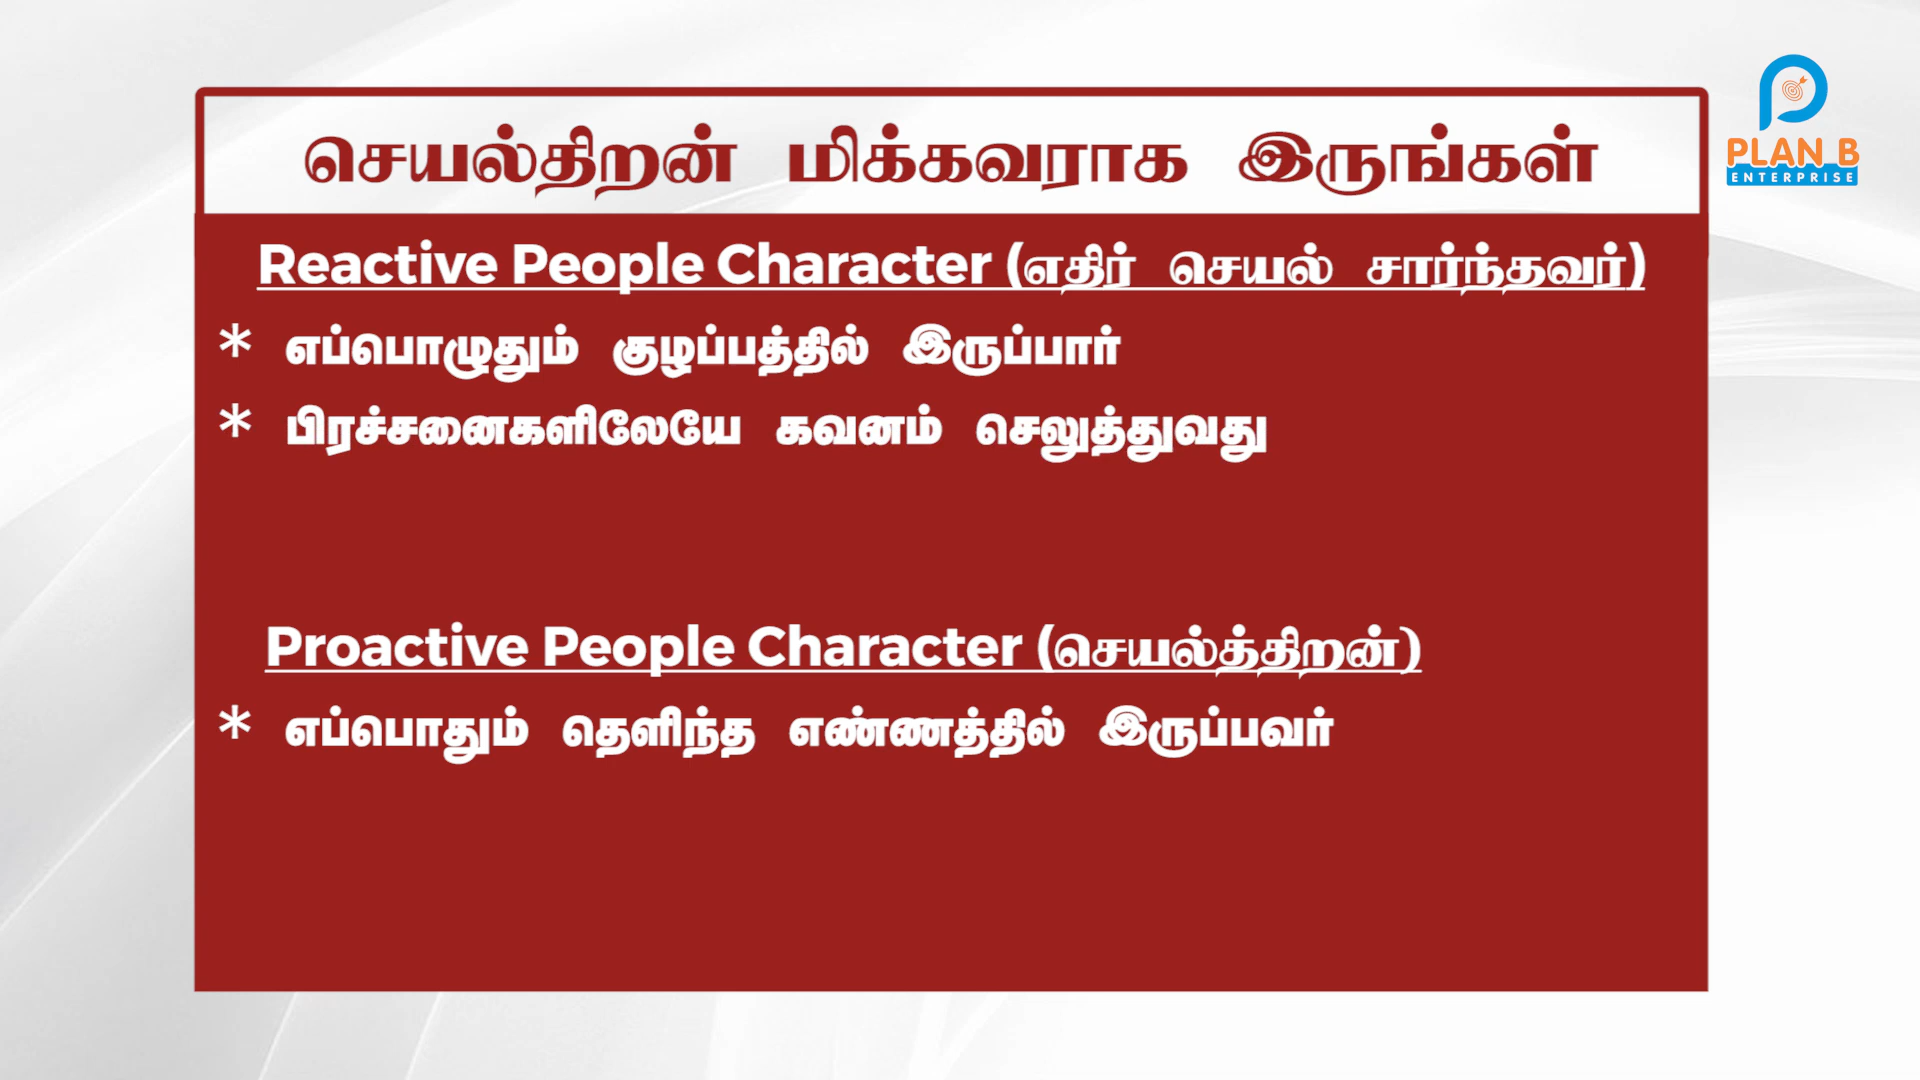 செயல்திறன் மிக்கவராக இருங்கள்
PLAN B
ENTERPRISE
Reactive People Character (எதிர் செயல் சார்ந்தவர்)
* எப்பொழுதும் குழப்பத்தில் இருப்பார்
* பிரச்சனைகளிலேயே கவனம் செலுத்துவது
Proactive People Character (செயல்த்திறன்)
* எப்பொதும் தெளிந்த எண்ணத்தில் இருப்பவர்